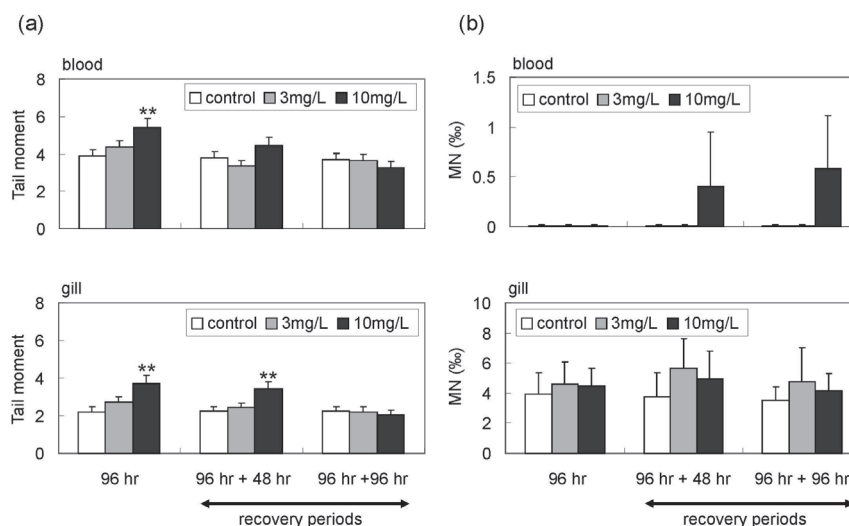 (a)
blood
8
6
4
2
0
Tail moment
control 3mg/L 10mg/L
**
gill
8
6
4
2
0
Tail moment
control 3mg/L 10mg/L
**
**
96 hr 96 hr + 48 hr 96 hr +96 hr
recovery periods
(b)
blood
1.5
1
0.5
0
MN (‰)
control 3mg/L 10mg/L
gill
10
8
6
4
2
0
MN (‰)
control 3mg/L 10mg/L
96 hr 96 hr + 48 hr 96 hr + 96 hr
recovery periods